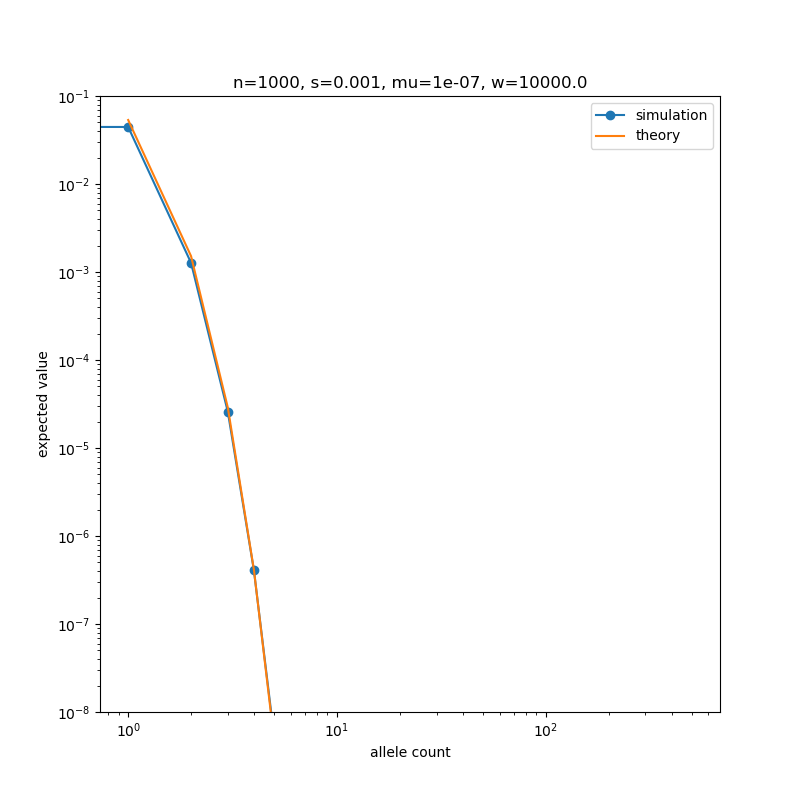 n=1000, s=0.001, mu=1e-07, w=10000.0
simulation
theory
10⁻¹
10⁻²
10⁻³
10⁻⁴
10⁻⁵
10⁻⁶
10⁻⁷
10⁻⁸
expected value
10⁰ 10¹ 10²
allele count